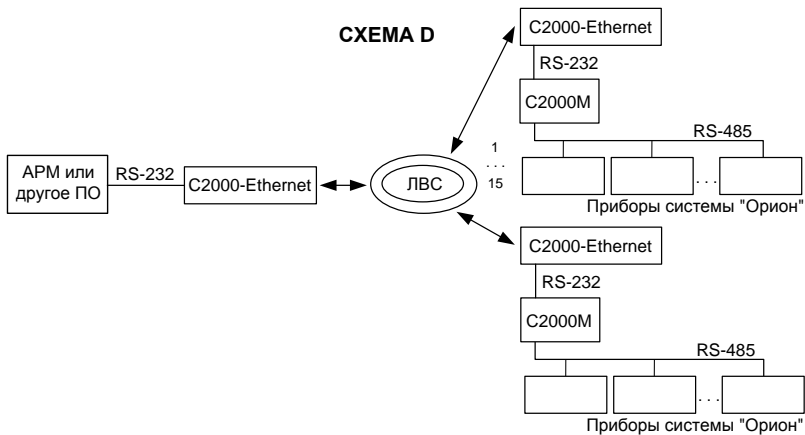 СХЕМА D
С2000-Ethernet
RS-232
С2000М
RS-485
1
. . .
15
. . .
Приборы системы "Орион"
АРМ или
другое ПО
RS-232
С2000-Ethernet
ЛВС
С2000-Ethernet
RS-232
С2000М
RS-485
. . .
Приборы системы "Орион"